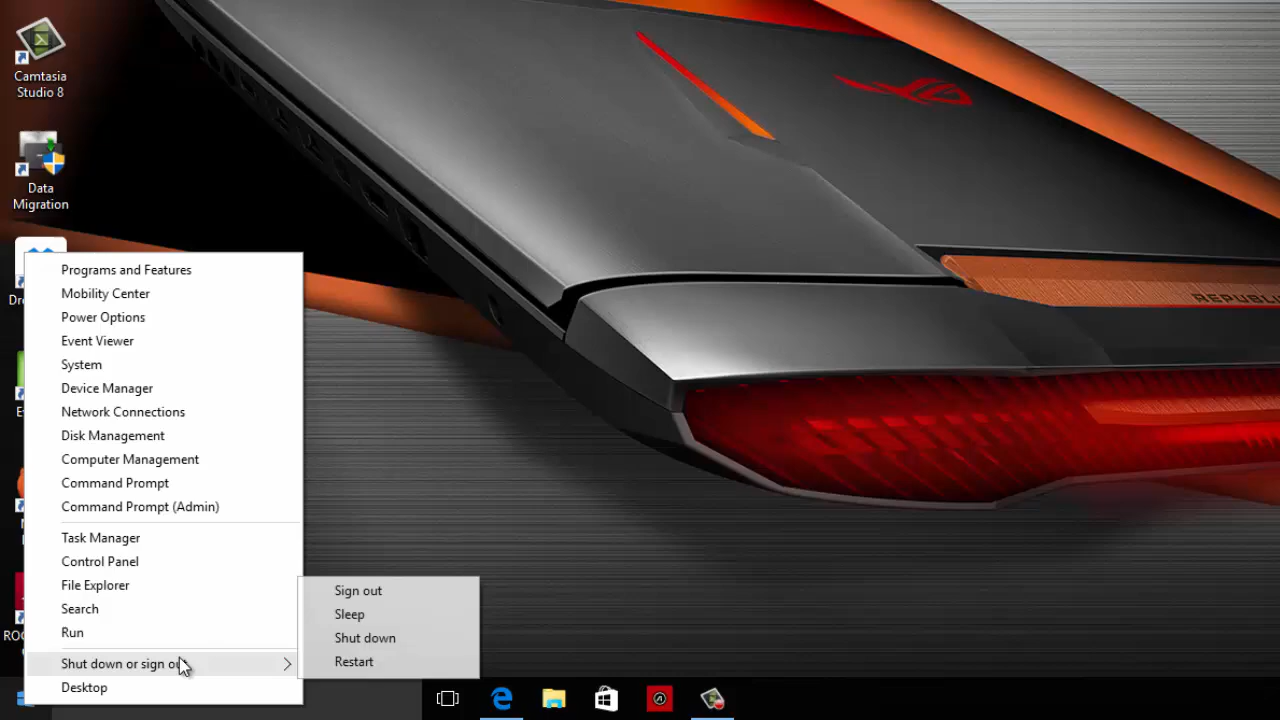 Camtasia
Studio 8
Data
Migration
Programs and Features
Mobility Center
Power Options
Event Viewer
System
Device Manager
Network Connections
Disk Management
Computer Management
Command Prompt
Command Prompt (Admin)
Task Manager
Control Panel
File Explorer
Search
Run
Shut down or sign
Desktop
Sign out
Sleep
Shut down
Restart